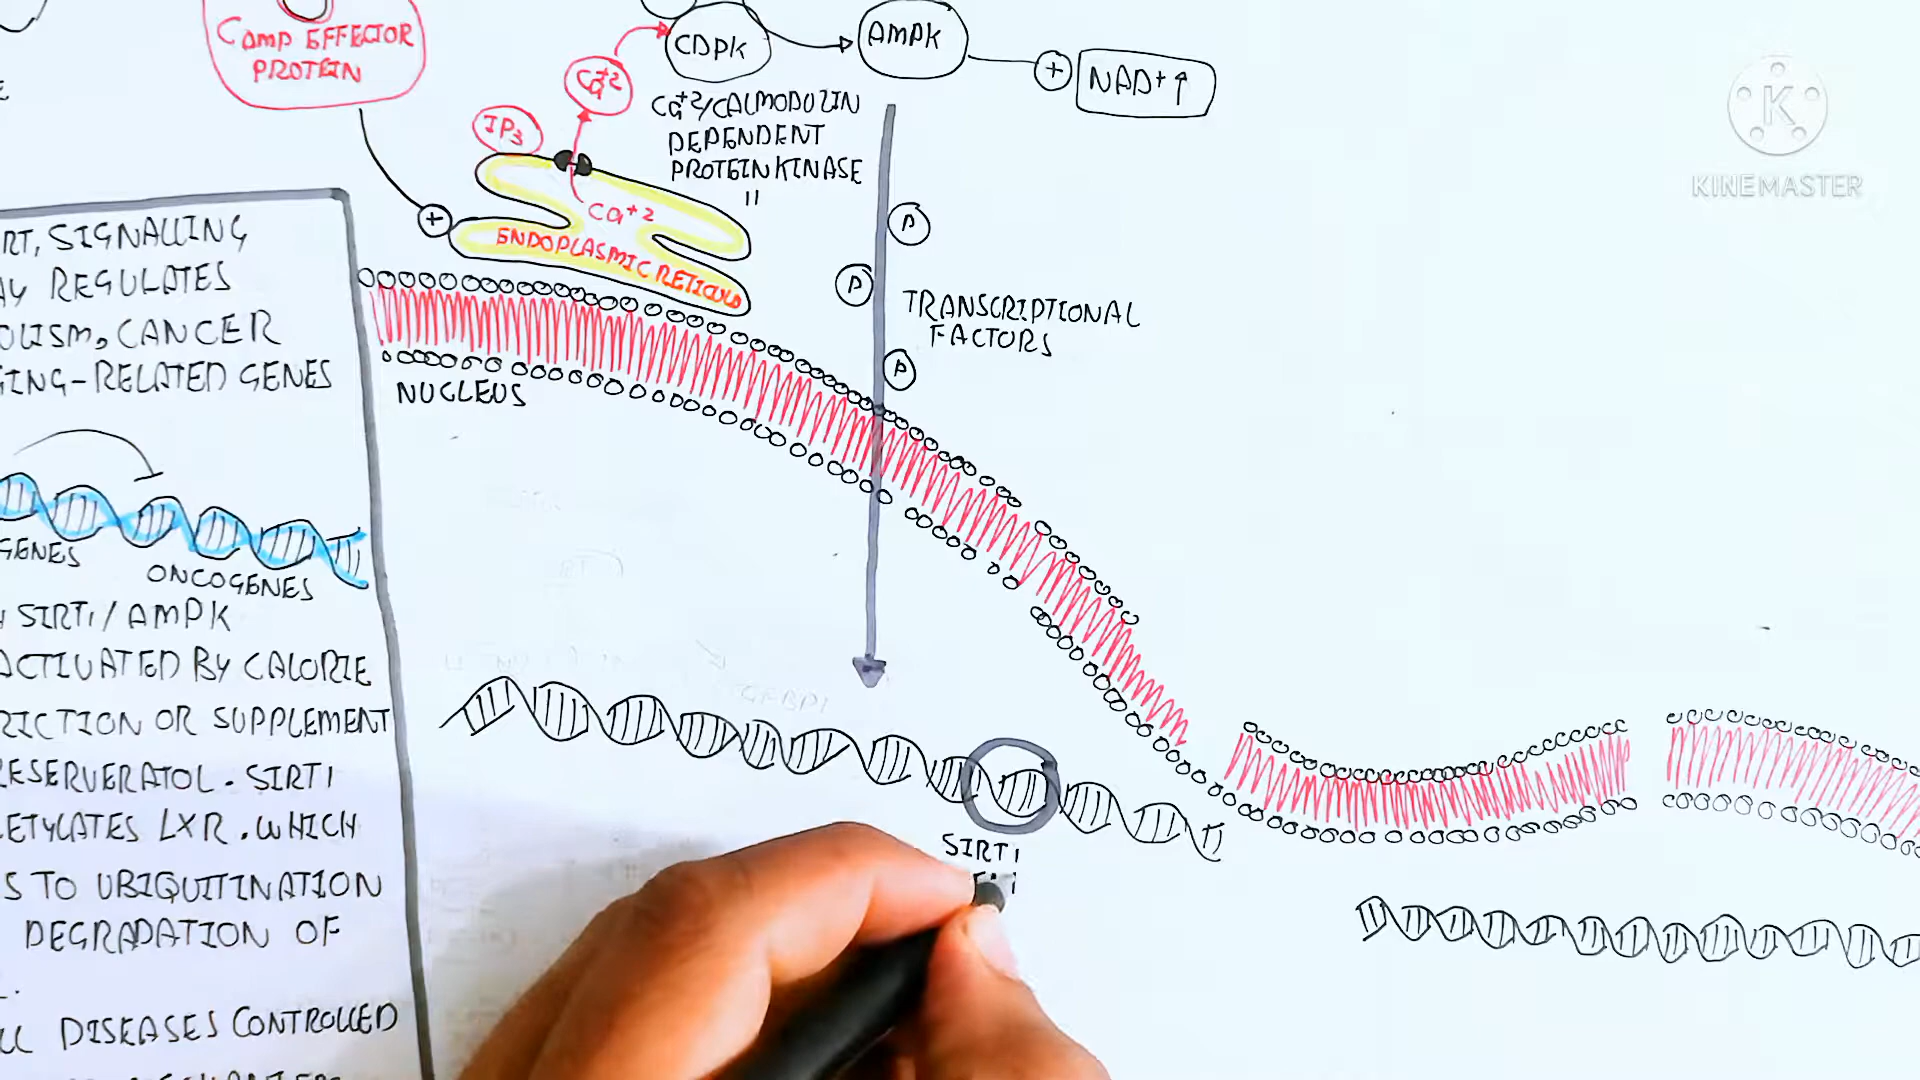 CAMP EFFECTOR
PROTEIN
IP3
Ca+2
CDPK
AMPK
+
NAD+↑
Ca+2/CALMODULIN
DEPENDENT
PROTEIN KINASE
"
Ca+2
ENDOPLASMIC RETICULO
+
P
P
P
TRANSCRIPTIONAL
FACTORS
NUCLEUS
RT, SIGNALLING
AY REGULATES
OLISM, CANCER
GING-RELATED GENES
GENES
ONCOGENES
SIRT1/AMPK
ACTIVATED BY CALORIE
RICTION OR SUPPLEMENT
RESERVERATOL. SIRT1
ETYLATES LXR. WHICH
S TO UBIQUITINATION
DEGRADATION OF
DISEASES CONTROLLED
SIRT1
K
KINEMASTER